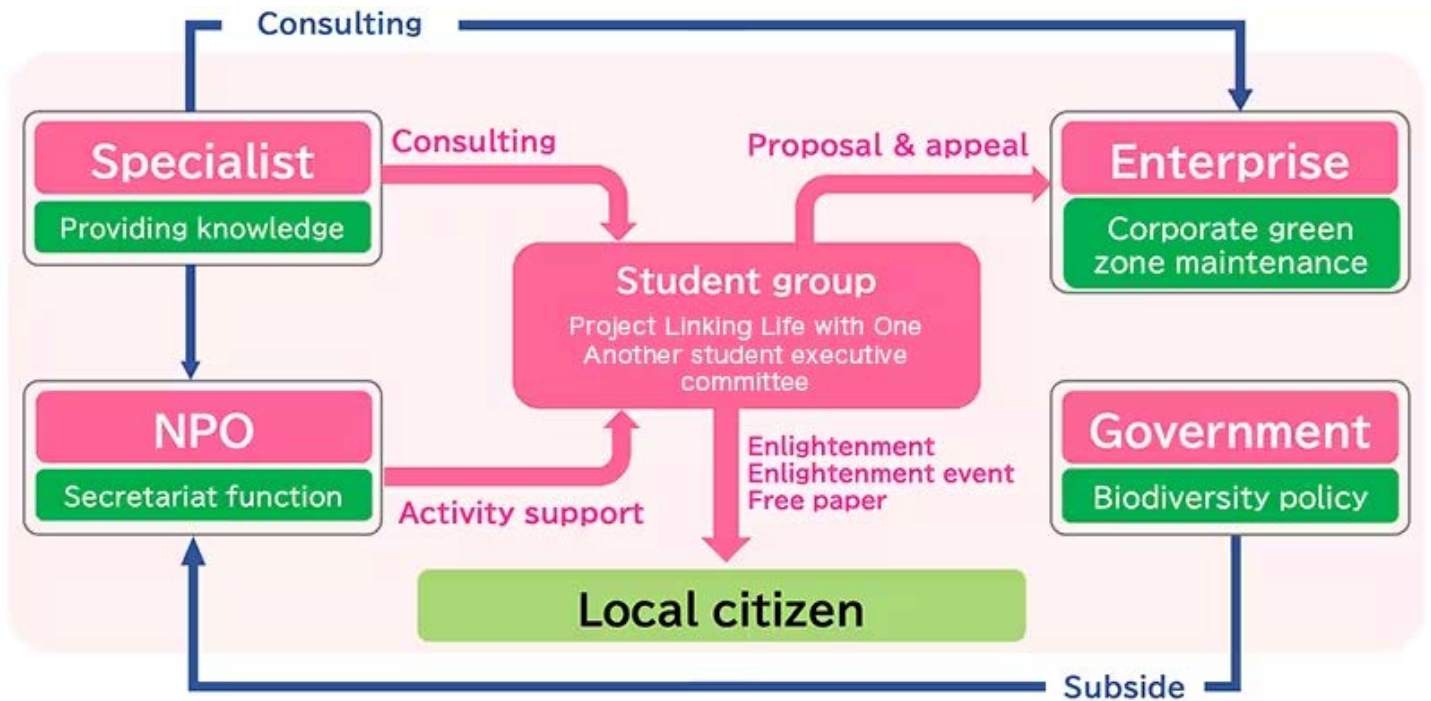 Consulting
Specialist
Providing knowledge
Consulting
Proposal & appeal
Enterprise
Corporate green
zone maintenance
Student group
Project Linking Life with One
Another student executive
committee
NPO
Secretariat function
Activity support
Enlightenment
Enlightenment event
Free paper
Government
Biodiversity policy
Local citizen
Subside